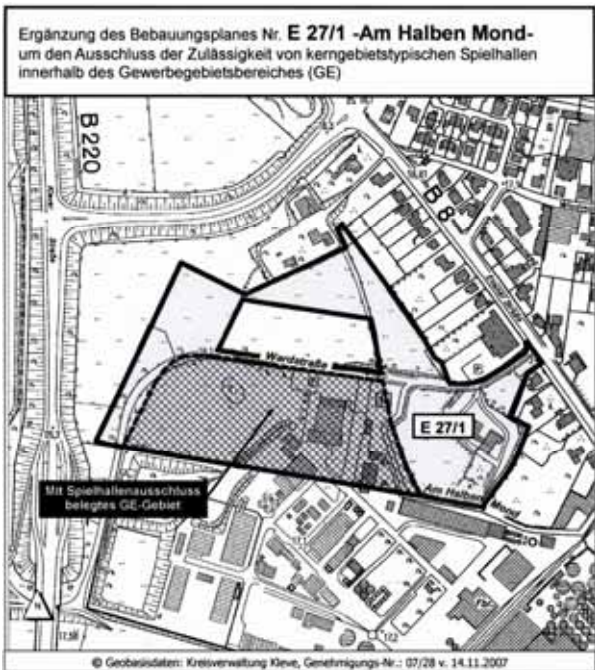 Ergänzung des Bebauungsplanes Nr. E 27/1 -Am Halben Mond-
um den Ausschluss der Zulässigkeit von kerngebietstypischen Spielhallen
innerhalb des Gewerbegebietsbereiches (GE)
B 220
B 8
Wardstraße
E 27/1
Am Halben Mond
Mit Spielhallenausschluss
belegtes GE-Gebiet
N
© Geobasisdaten: Kreisverwaltung Kleve, Genehmigungs-Nr.: 07/28 v. 14.11.2007